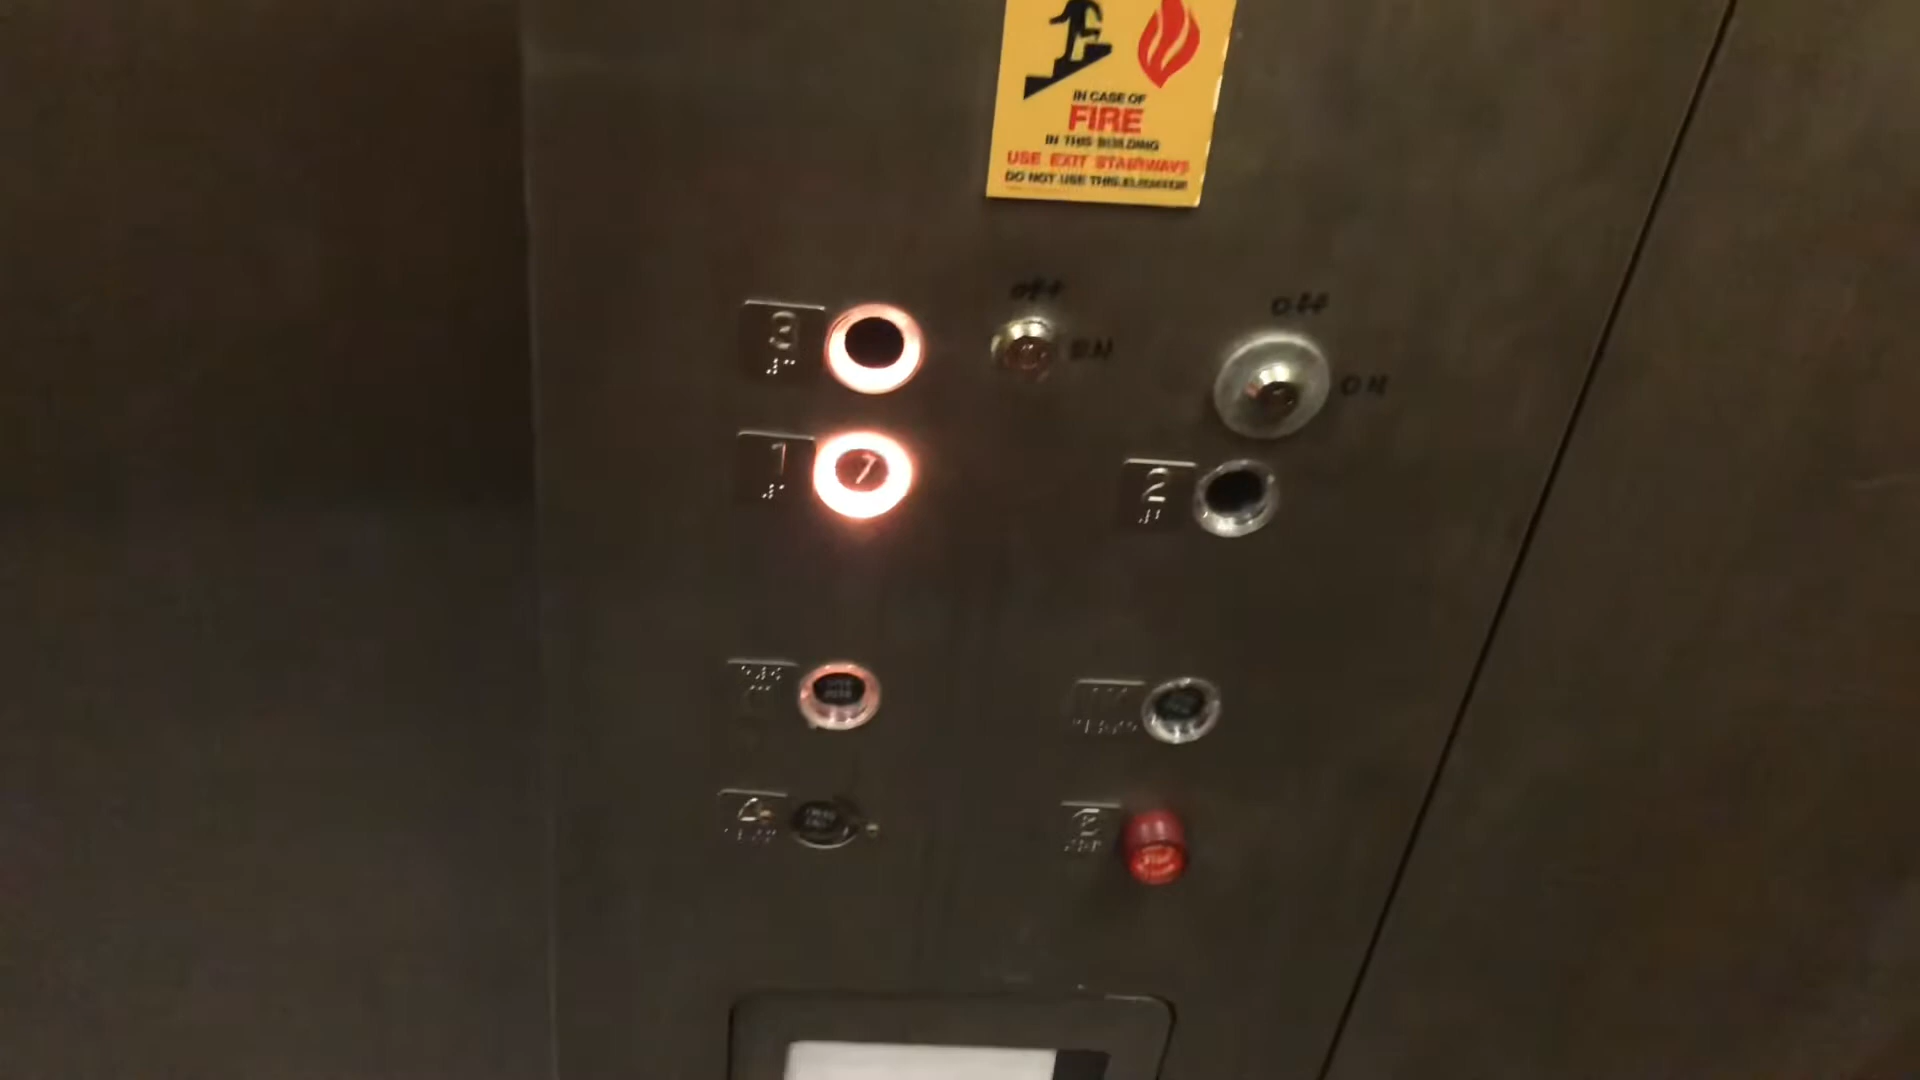 IN CASE OF
FIRE
IN THIS BUILDING
USE EXIT STAIRWAYS
DO NOT USE THIS ELEVATOR
off
off
3
ON
1
7
2